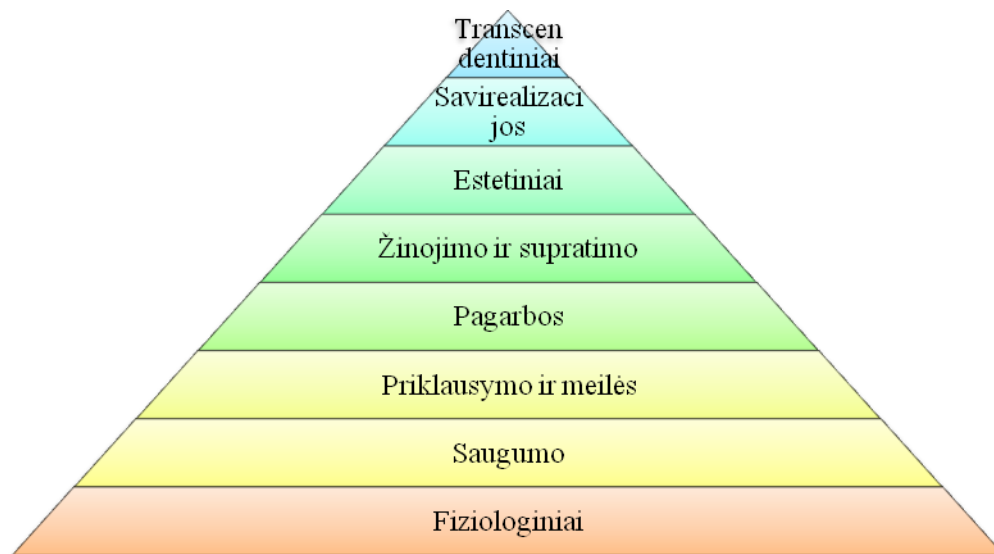 Transcen
dentiniai
Savirealizaci
jos
Estetiniai
Žinojimo ir supratimo
Pagarbos
Priklausymo ir meilės
Saugumo
Fiziologiniai